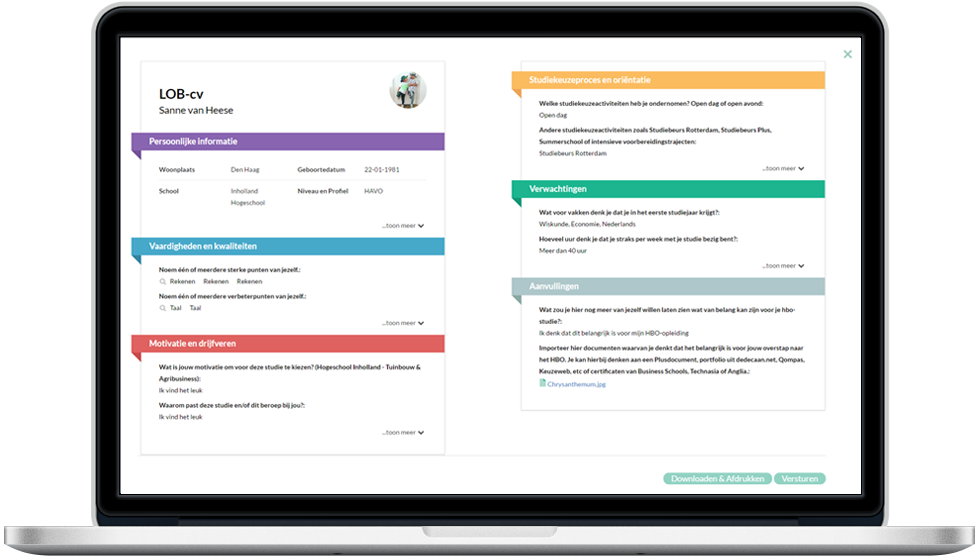 LOB-cv
Sanne van Heese
Persoonlijke informatie
Woonplaats Den Haag Geboortedatum 22-01-1981
School Inholland Hogeschool Niveau en Profiel HAVO
...toon meer
Vaardigheden en kwaliteiten
Noem één of meerdere sterke punten van jezelf.:
Rekenen Rekenen Rekenen
Noem één of meerdere verbeterpunten van jezelf.:
Taal Taal
...toon meer
Motivatie en drijfveren
Wat is jouw motivatie om voor deze studie te kiezen? (Hogeschool Inholland - Tuinbouw &
Agribusiness):
Ik vind het leuk
Waarom past deze studie en/of dit beroep bij jou?:
Ik vind het leuk
...toon meer
Studiekeuzeproces en oriëntatie
Welke studiekeuzeactiviteiten heb je ondernomen? Open dag of open avond:
Open dag
Andere studiekeuzeactiviteiten zoals Studiebeurs Rotterdam, Studiebeurs Plus,
Summerschool of intensieve voorbereidingstrajecten:
Studiebeurs Rotterdam
...toon meer
Verwachtingen
Wat voor vakken denk je dat je in het eerste studiejaar krijgt?:
Wiskunde, Economie, Nederlands
Hoeveel uur denk je dat je straks per week met je studie bezig bent?:
Meer dan 40 uur
...toon meer
Aanvullingen
Wat zou je hier nog meer van jezelf willen laten zien wat van belang kan zijn voor je hbo-
studie?:
Ik denk dat dit belangrijk is voor mijn HBO-opleiding
Importeer hier documenten waarvan je denkt dat het belangrijk is voor jouw overstap naar
het HBO. Je kan hierbij denken aan een Plusdocument, portfolio uit dedecaan.net, Qompas,
Keuzeweb, etc of certificaten van Business Schools, Technasia of Anglia.:
Chrysanthemum.jpg
Downloaden & Afdrukken Versturen